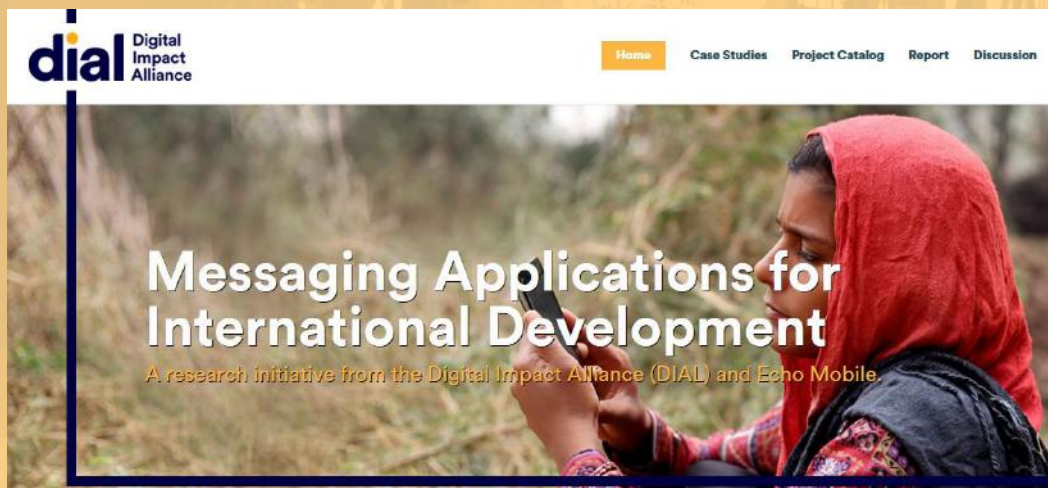 dial
Digital
Impact
Alliance
Home
Case Studies
Project Catalog
Report
Discussion
Messaging Applications for
International Development
A research initiative from the Digital Impact Alliance (DIAL) and Echo Mobile.